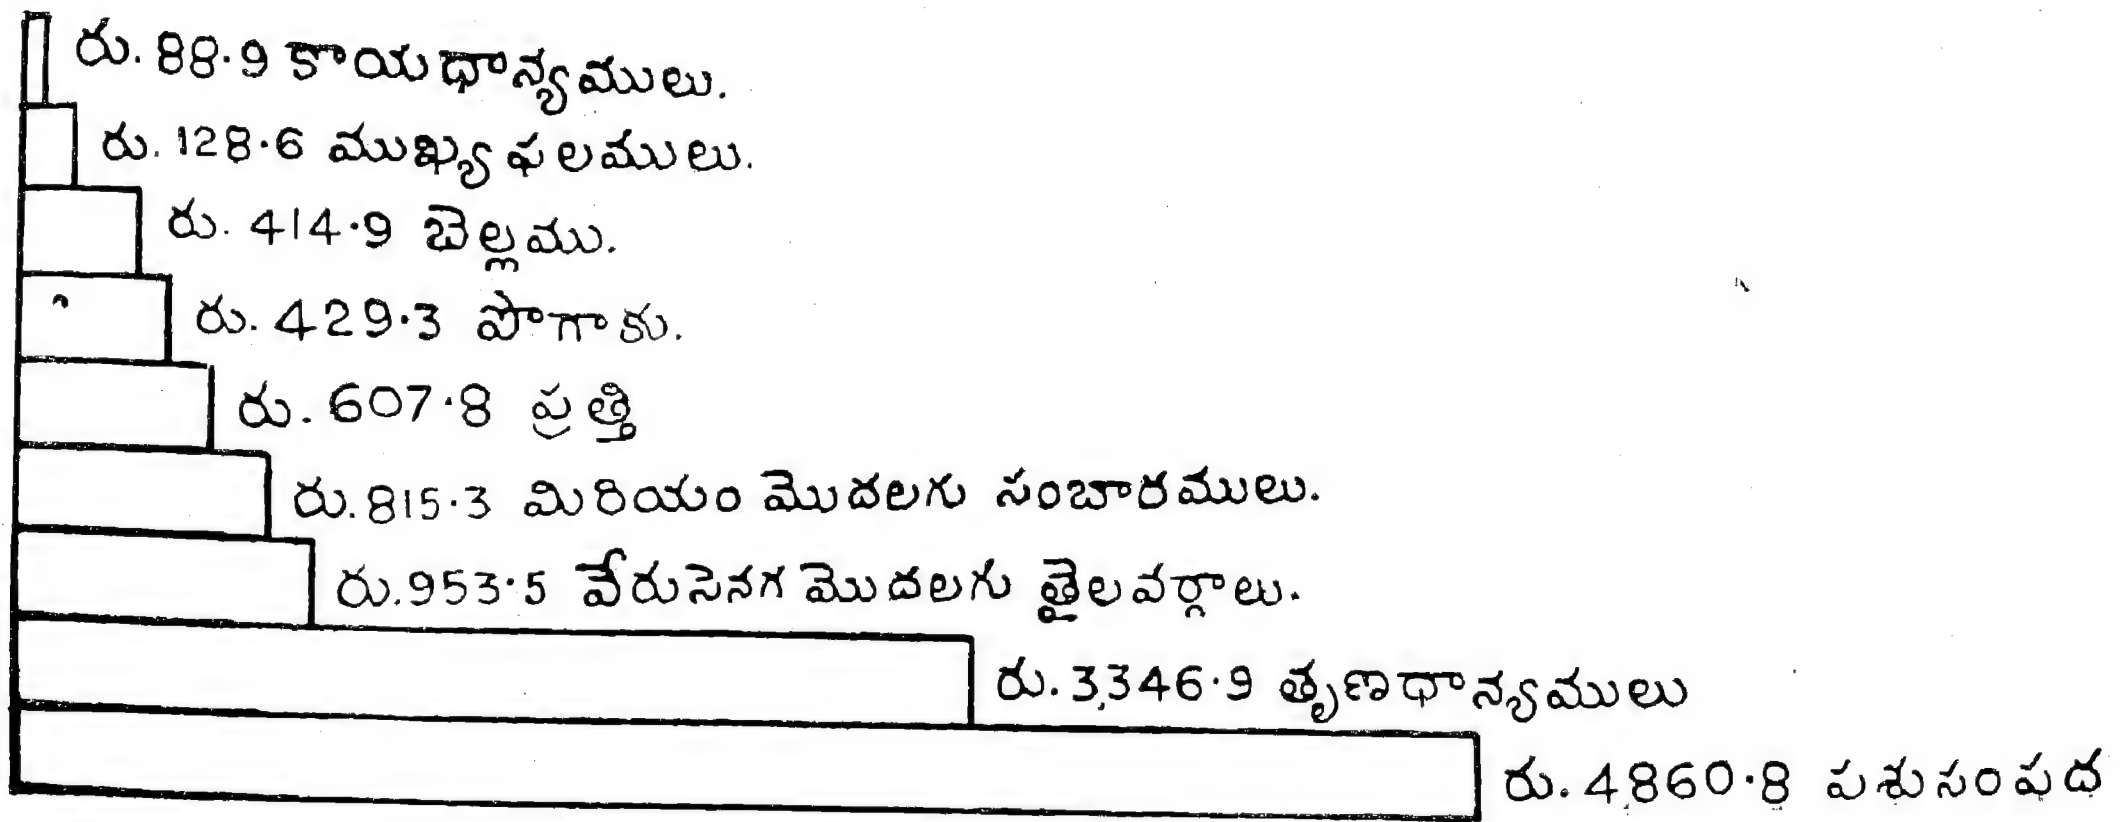 రు. 88·9 కాయధాన్యములు.
రు. 128·6 ముఖ్య ఫలములు.
రు. 414·9 బెల్లము.
రు. 429·3 పొగాకు.
రు. 607·8 ప్రత్తి
రు. 815·3 మిరియం మొదలగు సంబారములు.
రు. 953·5 వేరుసెనగ మొదలగు తైలవర్గాలు.
రు. 3,346·9 తృణధాన్యములు
రు. 4,860·8 పశుసంపద